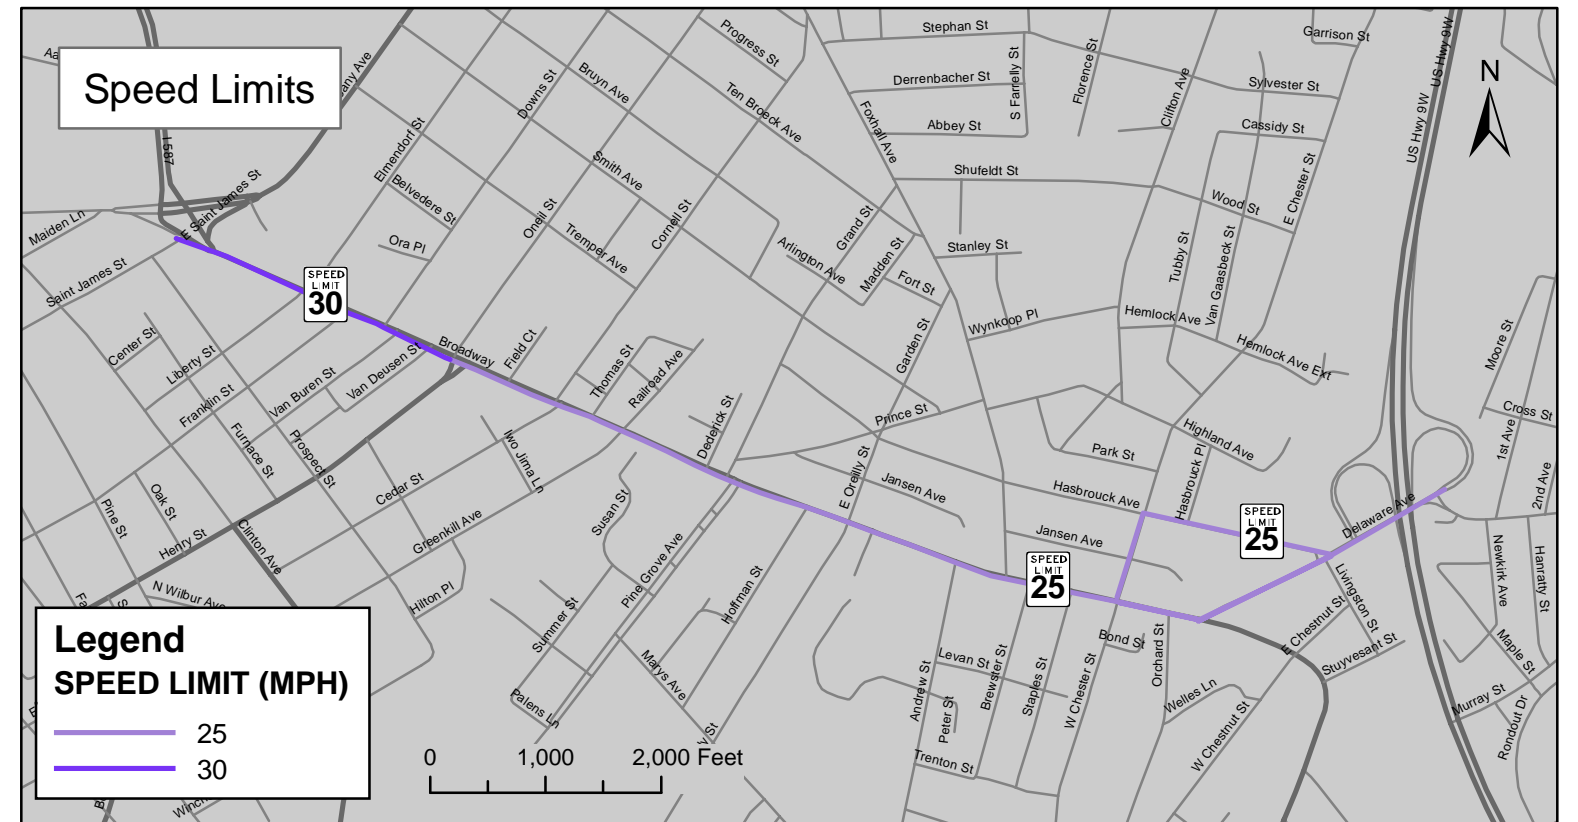 Speed Limits
N
I 587
E Saint James St
Maiden Ln
Saint James St
Center St
Liberty St
Franklin St
Van Buren St
Van Deusen St
Furnace St
Prospect St
Pine St
Oak St
Henry St
Clinton Ave
N Wilbur Ave
Cedar St
Greenkill Ave
Hilton Pl
Iwo Jima Ln
Elmendorf St
Belvedere St
Ora Pl
Downs St
Bruyn Ave
Progress St
Ten Broeck Ave
Smith Ave
Oneil St
Tremper Ave
Cornell St
Broadway
Field Ct
Thomas St
Railroad Ave
Dederick St
Susan St
Pine Grove Ave
Summer St
Palens Ln
Marys Ave
Hoffman St
Arlington Ave
Grand St
Madden St
Fort St
Garden St
Foxhall Ave
Stephan St
Derrenbacher St
Abbey St
S Farrelly St
Florence St
Clifton Ave
Shufeldt St
Stanley St
Wynkoop Pl
Garrison St
Sylvester St
Cassidy St
Wood St
E Chester St
Tubby St
Van Gaasbeck St
Hemlock Ave
Hemlock Ave Ext
US Hwy 9W
US Hwy 9W
Prince St
E Oreilly St
Jansen Ave
Hasbrouck Ave
Jansen Ave
Park St
Highland Ave
Hasbrouck Pl
Delaware Ave
Livingston St
E Chestnut St
Stuyvesant St
Bond St
Orchard St
Levan St
Andrew St
Peter St
Brewster St
Staples St
W Chester St
Trenton St
Welles Ln
W Chestnut St
Moore St
Cross St
1st Ave
2nd Ave
Newkirk Ave
Hanratty St
Maple St
Murray St
Rondout Dr
SPEED
LIMIT
30
SPEED
LIMIT
25
SPEED
LIMIT
25
Legend
SPEED LIMIT (MPH)
25
30
0 1,000 2,000 Feet